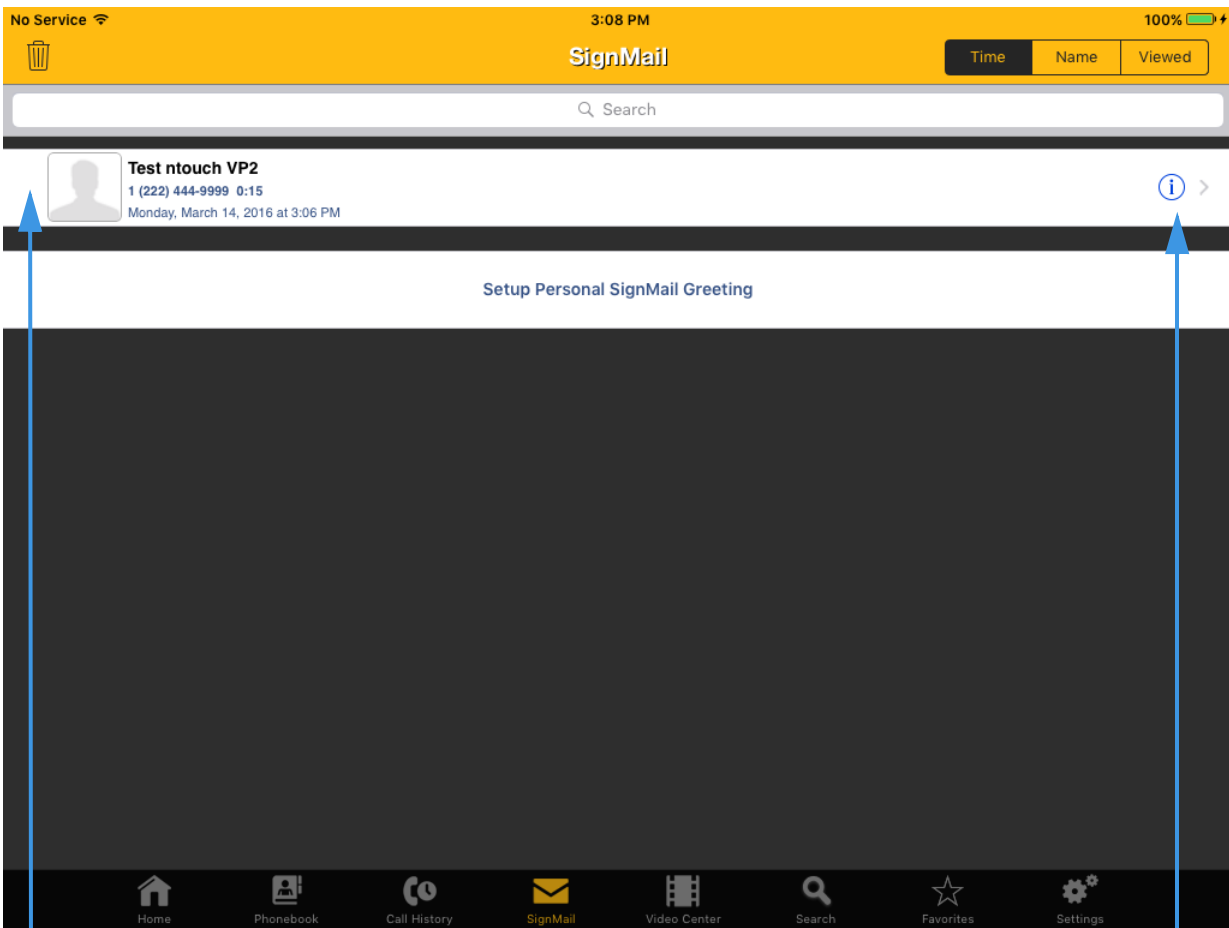 No Service 3:08 PM 100%
SignMail Time Name Viewed
Search
Test ntouch VP2
1 (222) 444-9999 0:15
Monday, March 14, 2016 at 3:06 PM
Setup Personal SignMail Greeting
Home Phonebook Call History SignMail Video Center Search Favorites Settings